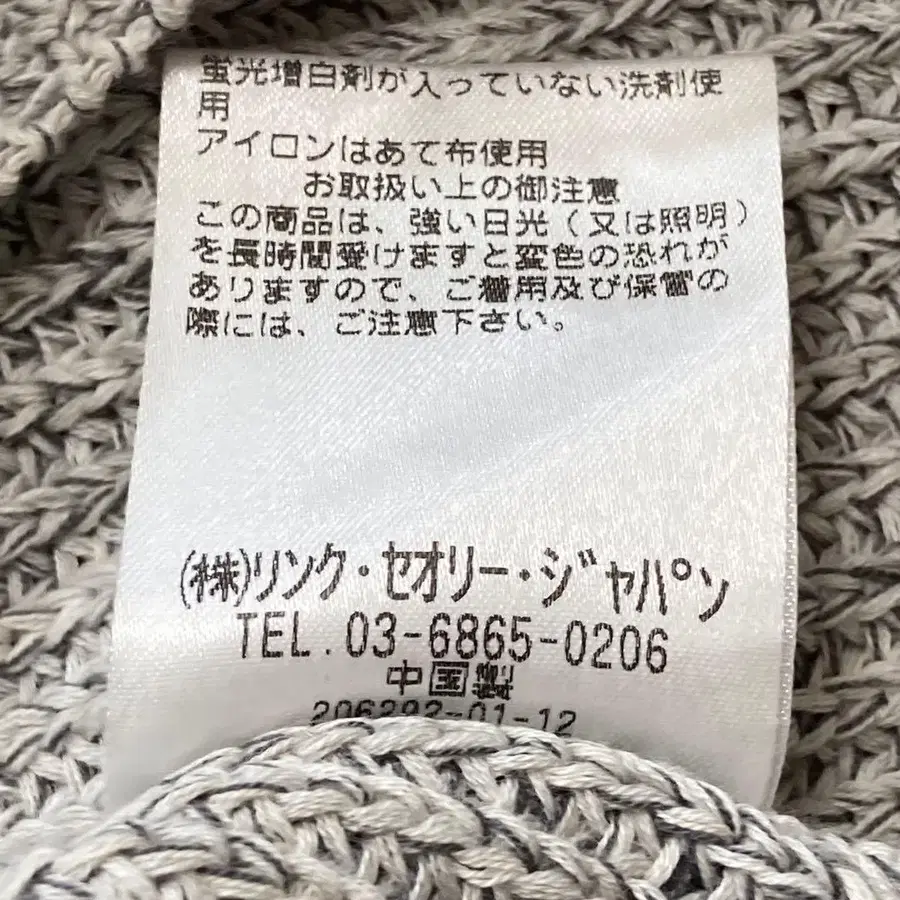 蛍光増白剤が入っていない洗剤使
用
アイロンはあて布使用
お取扱い上の御注意
この商品は、強い日光(又は照明)
を長時間受けますと変色の恐れが
ありますので、ご着用及び保管の
際には、ご注意下さい。
(株)リンク・セオリー・ジャパン
TEL.03-6865-0206
中国製
206292-01-12